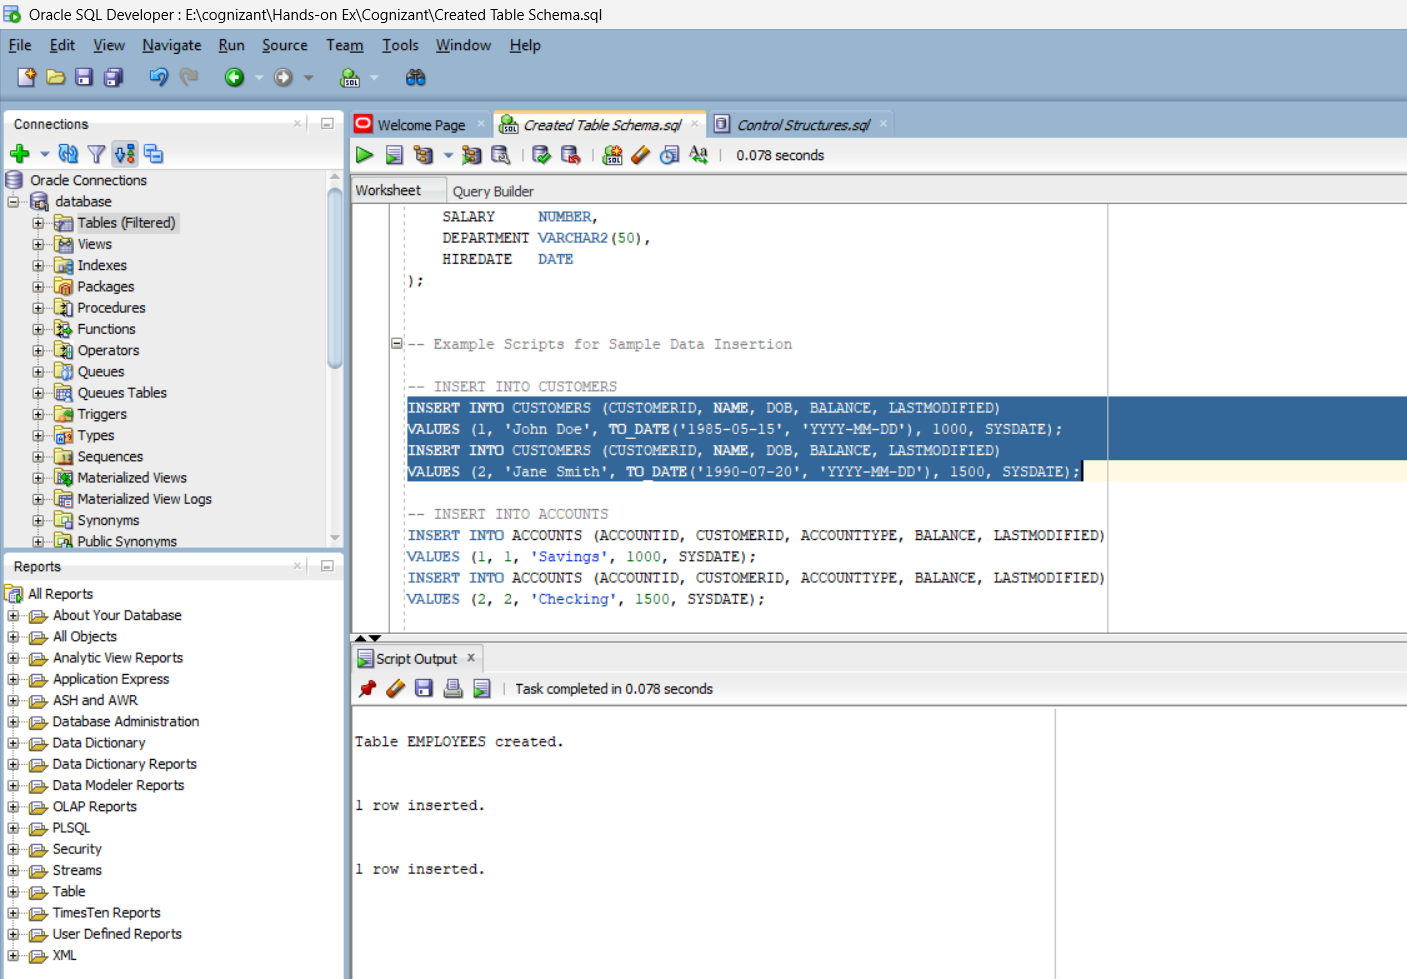 Oracle SQL Developer : E:\cognizant\Hands-on Ex\Cognizant\Created Table Schema.sql
File Edit View Navigate Run Source Team Tools Window Help
SQL
Connections
Oracle Connections
database
Tables (Filtered)
Views
Indexes
Packages
Procedures
Functions
Operators
Queues
Queues Tables
Triggers
Types
Sequences
Materialized Views
Materialized View Logs
Synonyms
Public Synonyms
Reports
All Reports
About Your Database
All Objects
Analytic View Reports
Application Express
ASH and AWR
Database Administration
Data Dictionary
Data Dictionary Reports
Data Modeler Reports
OLAP Reports
PLSQL
Security
Streams
Table
TimesTen Reports
User Defined Reports
XML
Welcome Page Created Table Schema.sql Control Structures.sql
0.078 seconds
Worksheet Query Builder
SALARY NUMBER,
DEPARTMENT VARCHAR2(50),
HIREDATE DATE
);
-- Example Scripts for Sample Data Insertion
-- INSERT INTO CUSTOMERS
INSERT INTO CUSTOMERS (CUSTOMERID, NAME, DOB, BALANCE, LASTMODIFIED)
VALUES (1, 'John Doe', TO_DATE('1985-05-15', 'YYYY-MM-DD'), 1000, SYSDATE);
INSERT INTO CUSTOMERS (CUSTOMERID, NAME, DOB, BALANCE, LASTMODIFIED)
VALUES (2, 'Jane Smith', TO_DATE('1990-07-20', 'YYYY-MM-DD'), 1500, SYSDATE);
-- INSERT INTO ACCOUNTS
INSERT INTO ACCOUNTS (ACCOUNTID, CUSTOMERID, ACCOUNTTYPE, BALANCE, LASTMODIFIED)
VALUES (1, 1, 'Savings', 1000, SYSDATE);
INSERT INTO ACCOUNTS (ACCOUNTID, CUSTOMERID, ACCOUNTTYPE, BALANCE, LASTMODIFIED)
VALUES (2, 2, 'Checking', 1500, SYSDATE);
Script Output
Task completed in 0.078 seconds
Table EMPLOYEES created.
1 row inserted.
1 row inserted.